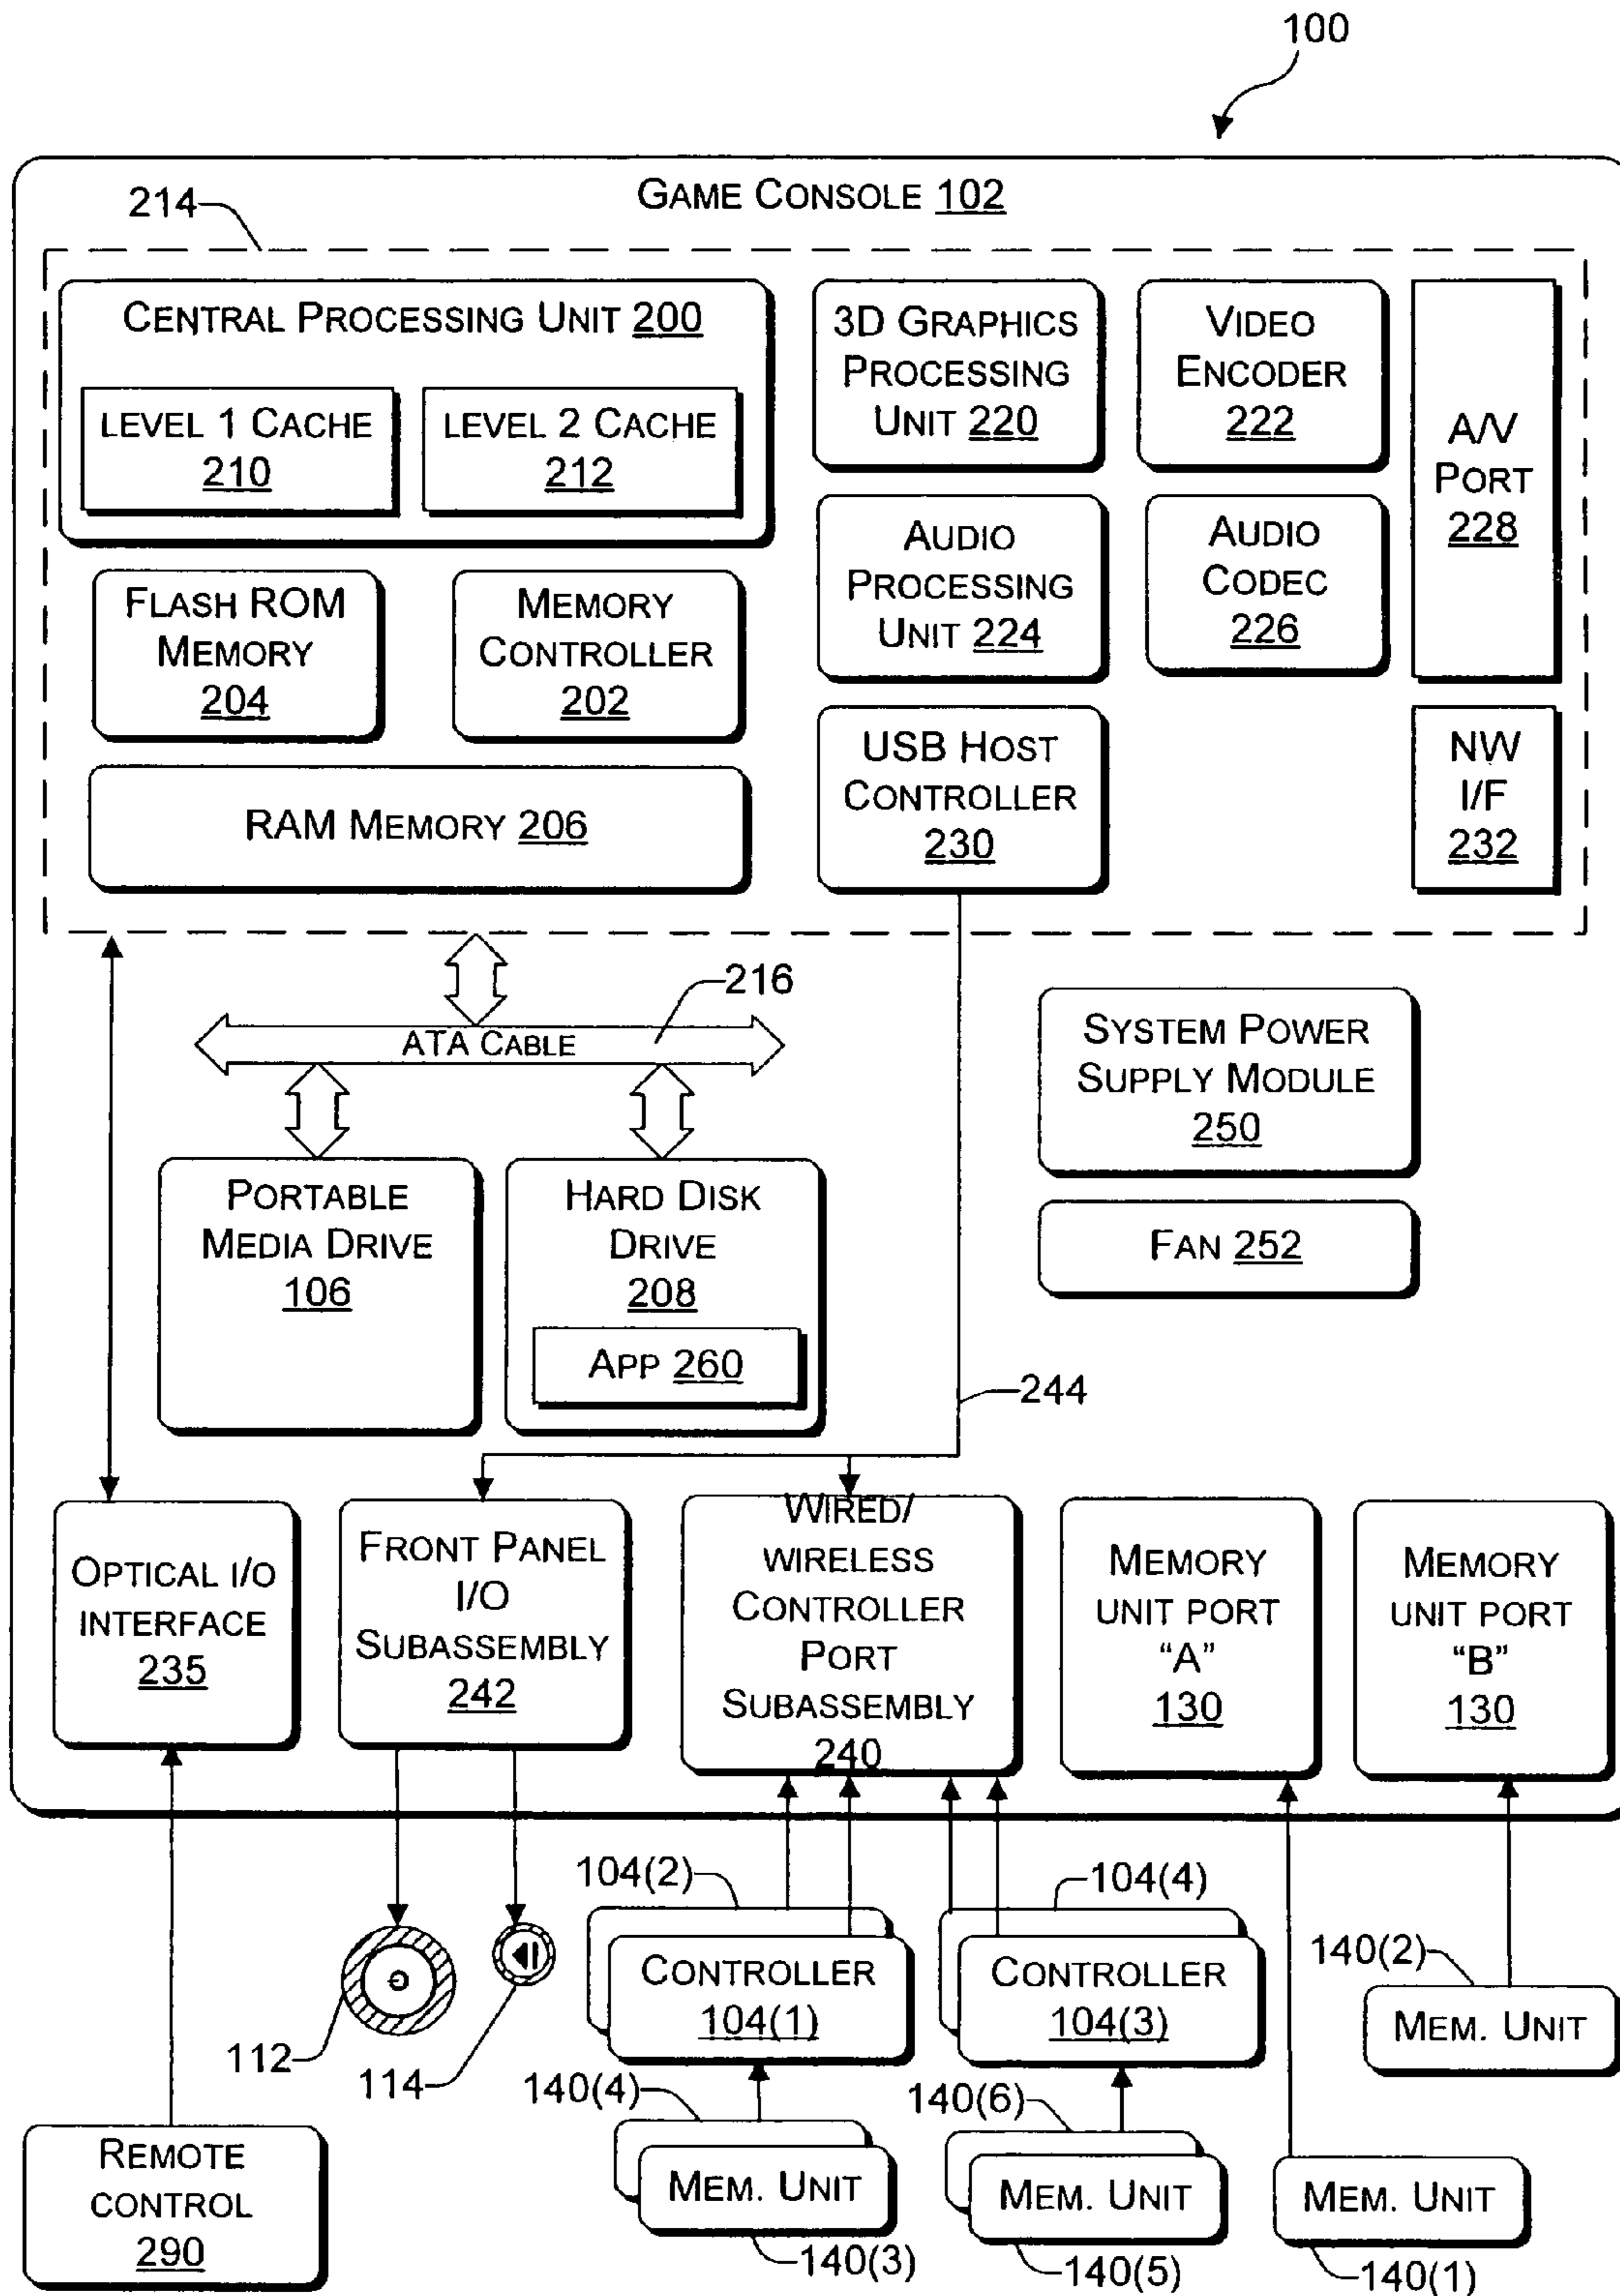 100
GAME CONSOLE 102
214
CENTRAL PROCESSING UNIT 200
LEVEL 1 CACHE
210
LEVEL 2 CACHE
212
3D GRAPHICS
PROCESSING
UNIT 220
VIDEO
ENCODER
222
A/V
PORT
228
AUDIO
PROCESSING
UNIT 224
AUDIO
CODEC
226
FLASH ROM
MEMORY
204
MEMORY
CONTROLLER
202
USB HOST
CONTROLLER
230
NW
I/F
232
RAM MEMORY 206
216
ATA CABLE
SYSTEM POWER
SUPPLY MODULE
250
PORTABLE
MEDIA DRIVE
106
HARD DISK
DRIVE
208
APP 260
FAN 252
244
OPTICAL I/O
INTERFACE
235
FRONT PANEL
I/O
SUBASSEMBLY
242
WIRED/
WIRELESS
CONTROLLER
PORT
SUBASSEMBLY
240
MEMORY
UNIT PORT
“A”
130
MEMORY
UNIT PORT
“B”
130
104(2)
104(4)
CONTROLLER
104(1)
CONTROLLER
104(3)
140(2)
MEM. UNIT
112
114
140(4)
140(6)
REMOTE
CONTROL
290
MEM. UNIT
140(3)
MEM. UNIT
140(5)
MEM. UNIT
140(1)